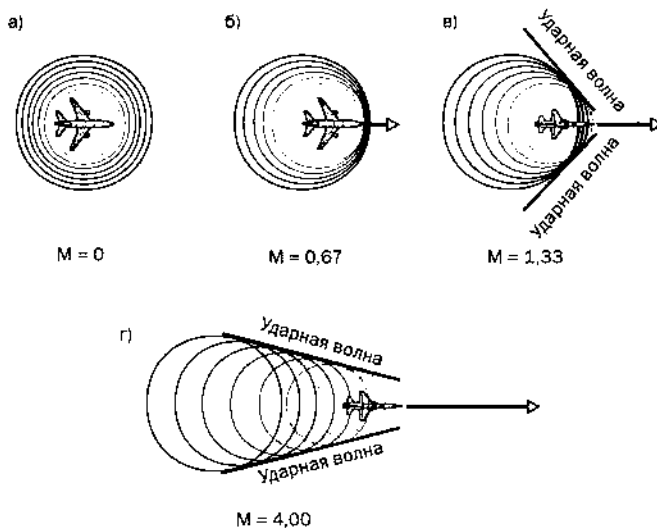 а)
б)
в)
Ударная волна
Ударная волна
M = 0
M = 0,67
M = 1,33
г)
Ударная волна
Ударная волна
M = 4,00